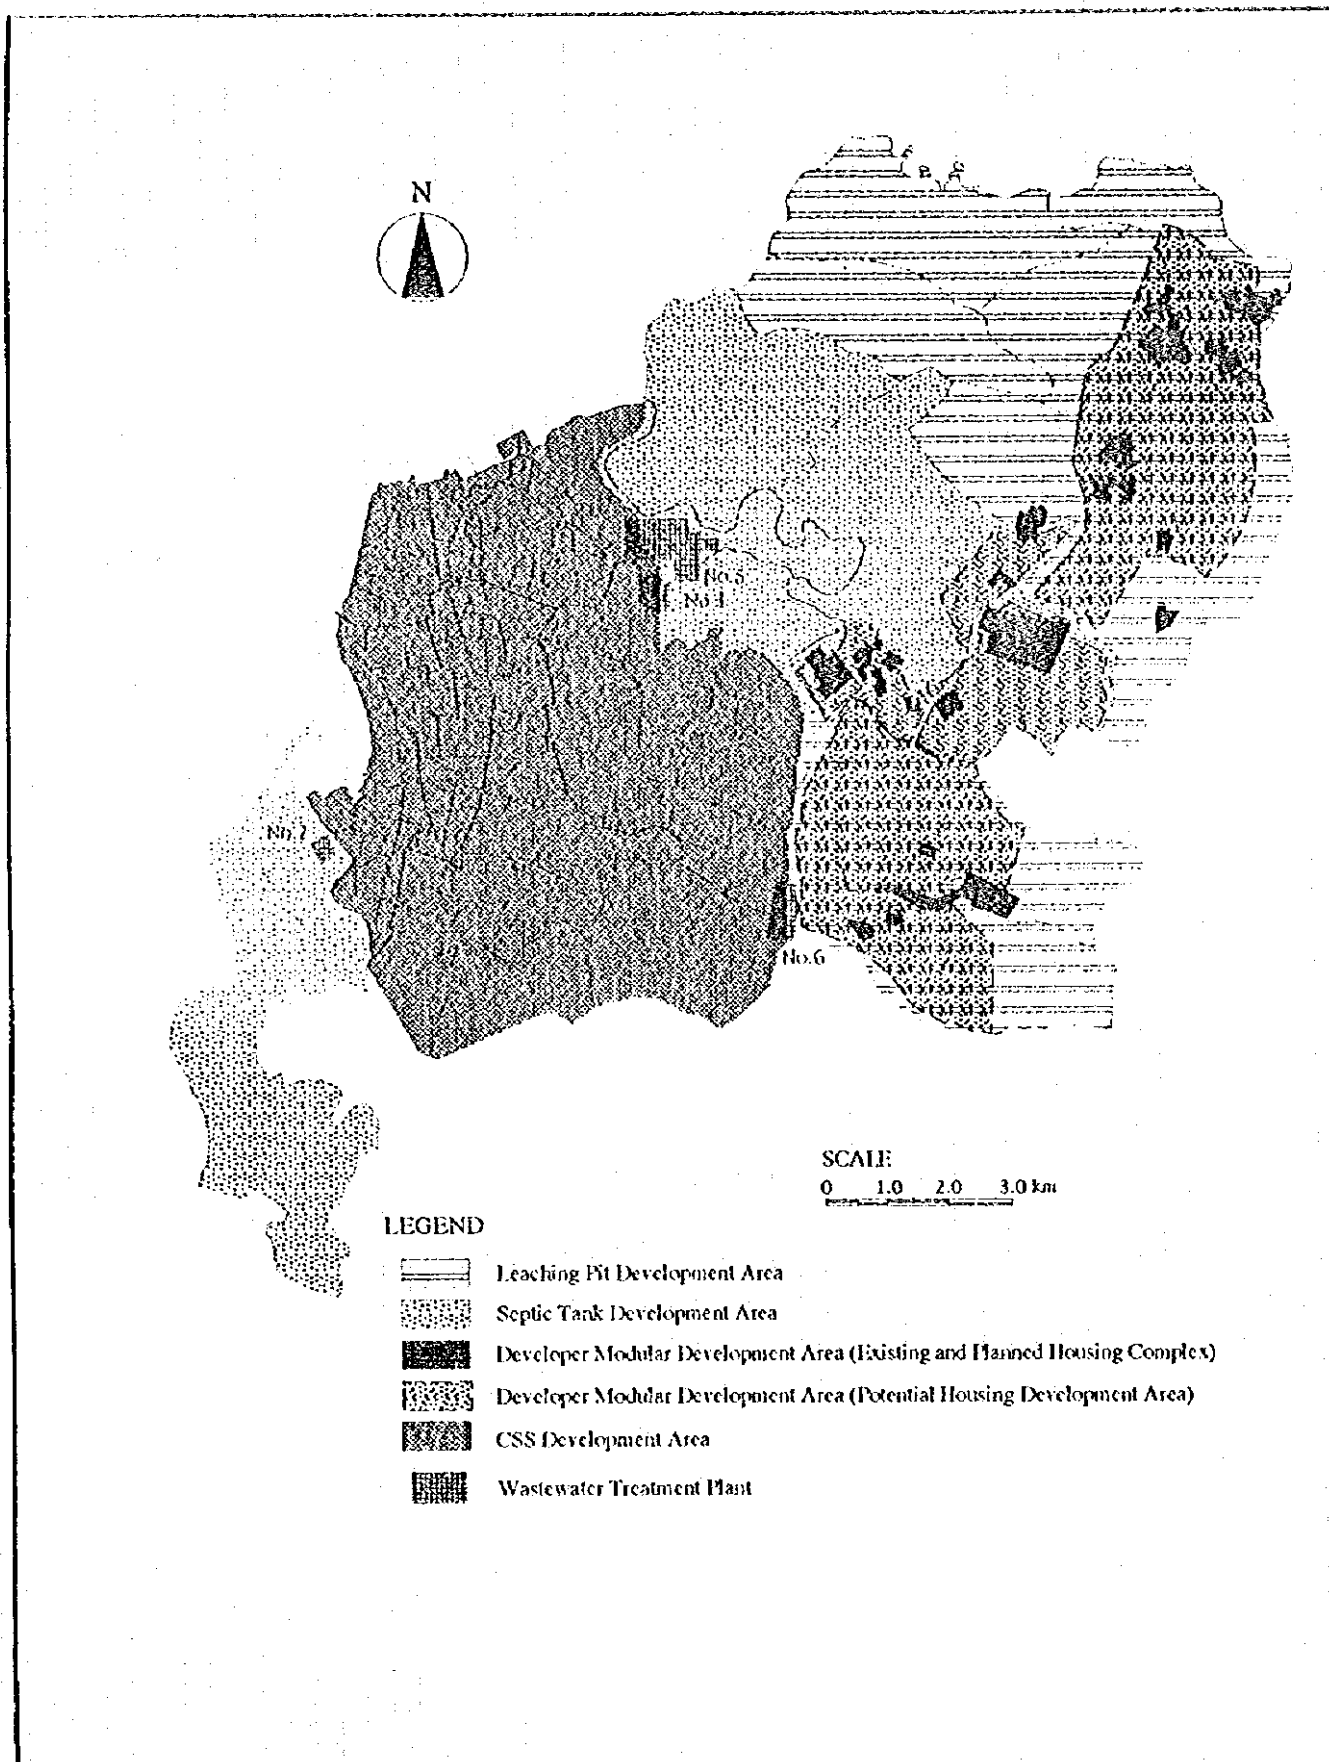 N
No.5
No.2
No.6
SCALE
0 1.0 2.0 3.0 km
LEGEND
Leaching Pit Development Area
Septic Tank Development Area
Developer Modular Development Area (Existing and Planned Housing Complex)
Developer Modular Development Area (Potential Housing Development Area)
CSS Development Area
Wastewater Treatment Plant